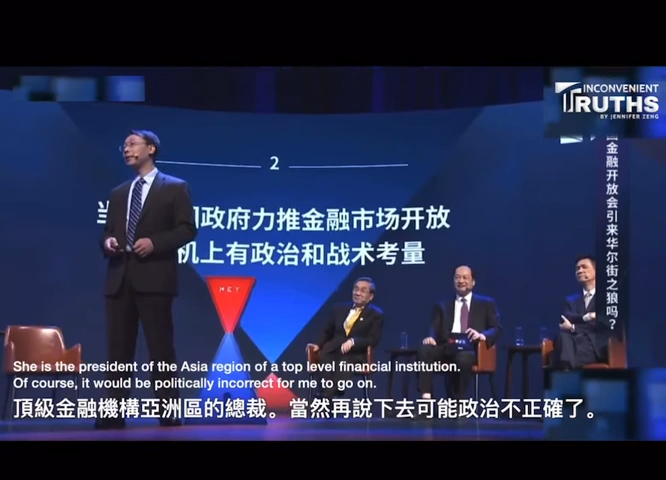 INCONVENIENT
TRUTHS
BY JENNIFER ZENG
2
政府力推金融市场开放
机上有政治和战术考量
金融开放会引来华尔街之狼吗？
She is the president of the Asia region of a top level financial institution.
Of course, it would be politically incorrect for me to go on.
頂級金融機構亞洲區的總裁。當然再說下去可能政治不正確了。